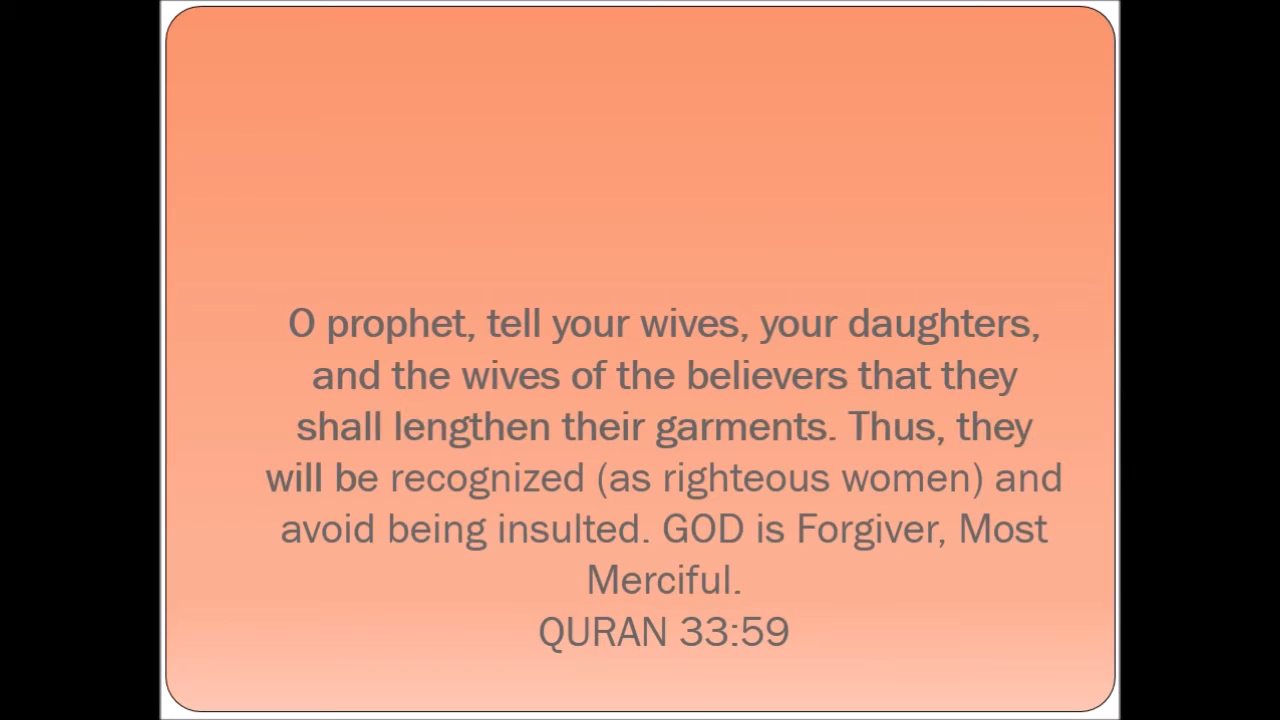 O prophet, tell your wives, your daughters,
and the wives of the believers that they
shall lengthen their garments. Thus, they
will be recognized (as righteous women) and
avoid being insulted. GOD is Forgiver, Most
Merciful.
QURAN 33:59